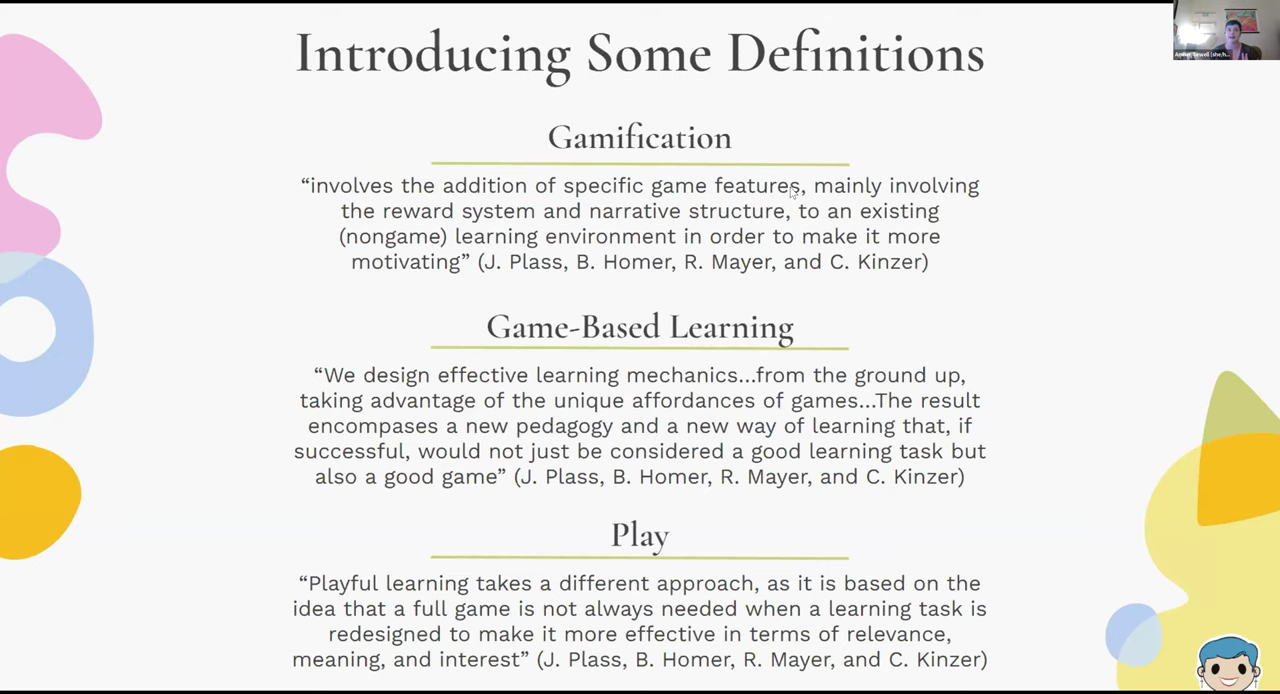 Introducing Some Definitions
Gamification
“involves the addition of specific game features, mainly involving
the reward system and narrative structure, to an existing
(nongame) learning environment in order to make it more
motivating” (J. Plass, B. Homer, R. Mayer, and C. Kinzer)
Game-Based Learning
“We design effective learning mechanics...from the ground up,
taking advantage of the unique affordances of games...The result
encompases a new pedagogy and a new way of learning that, if
successful, would not just be considered a good learning task but
also a good game” (J. Plass, B. Homer, R. Mayer, and C. Kinzer)
Play
“Playful learning takes a different approach, as it is based on the
idea that a full game is not always needed when a learning task is
redesigned to make it more effective in terms of relevance,
meaning, and interest” (J. Plass, B. Homer, R. Mayer, and C. Kinzer)